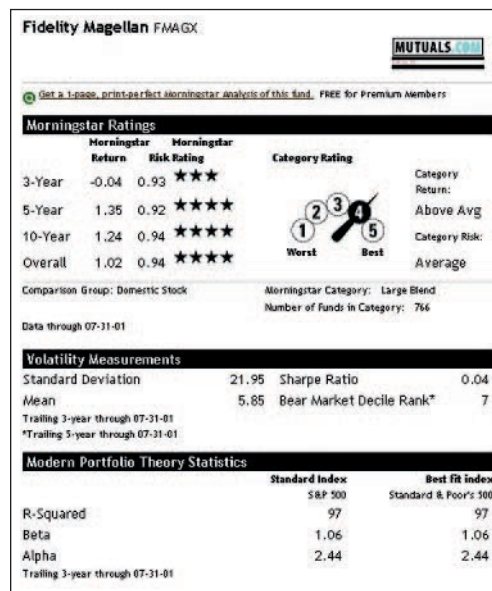 Fidelity Magellan FMAGX
MUTUALS.COM
Get a 1-page, print-perfect Morningstar Analysis of this fund. FREE for Premium Members
Morningstar Ratings
Morningstar Return Morningstar Risk Rating Category Rating
3-Year -0.04 0.93 ★★★
5-Year 1.35 0.92 ★★★★
10-Year 1.24 0.94 ★★★★
Overall 1.02 0.94 ★★★★
1 2 3 4 5
Worst Best
Category Return:
Above Avg
Category Risk:
Average
Comparison Group: Domestic Stock
Morningstar Category: Large Blend
Number of Funds in Category: 766
Data through 07-31-01
Volatility Measurements
Standard Deviation 21.95 Sharpe Ratio 0.04
Mean 5.85 Bear Market Decile Rank* 7
Trailing 3-year through 07-31-01
*Trailing 5-year through 07-31-01
Modern Portfolio Theory Statistics
Standard Index Best fit index
S&P 500 Standard & Poor's 500
R-Squared 97 97
Beta 1.06 1.06
Alpha 2.44 2.44
Trailing 3-year through 07-31-01